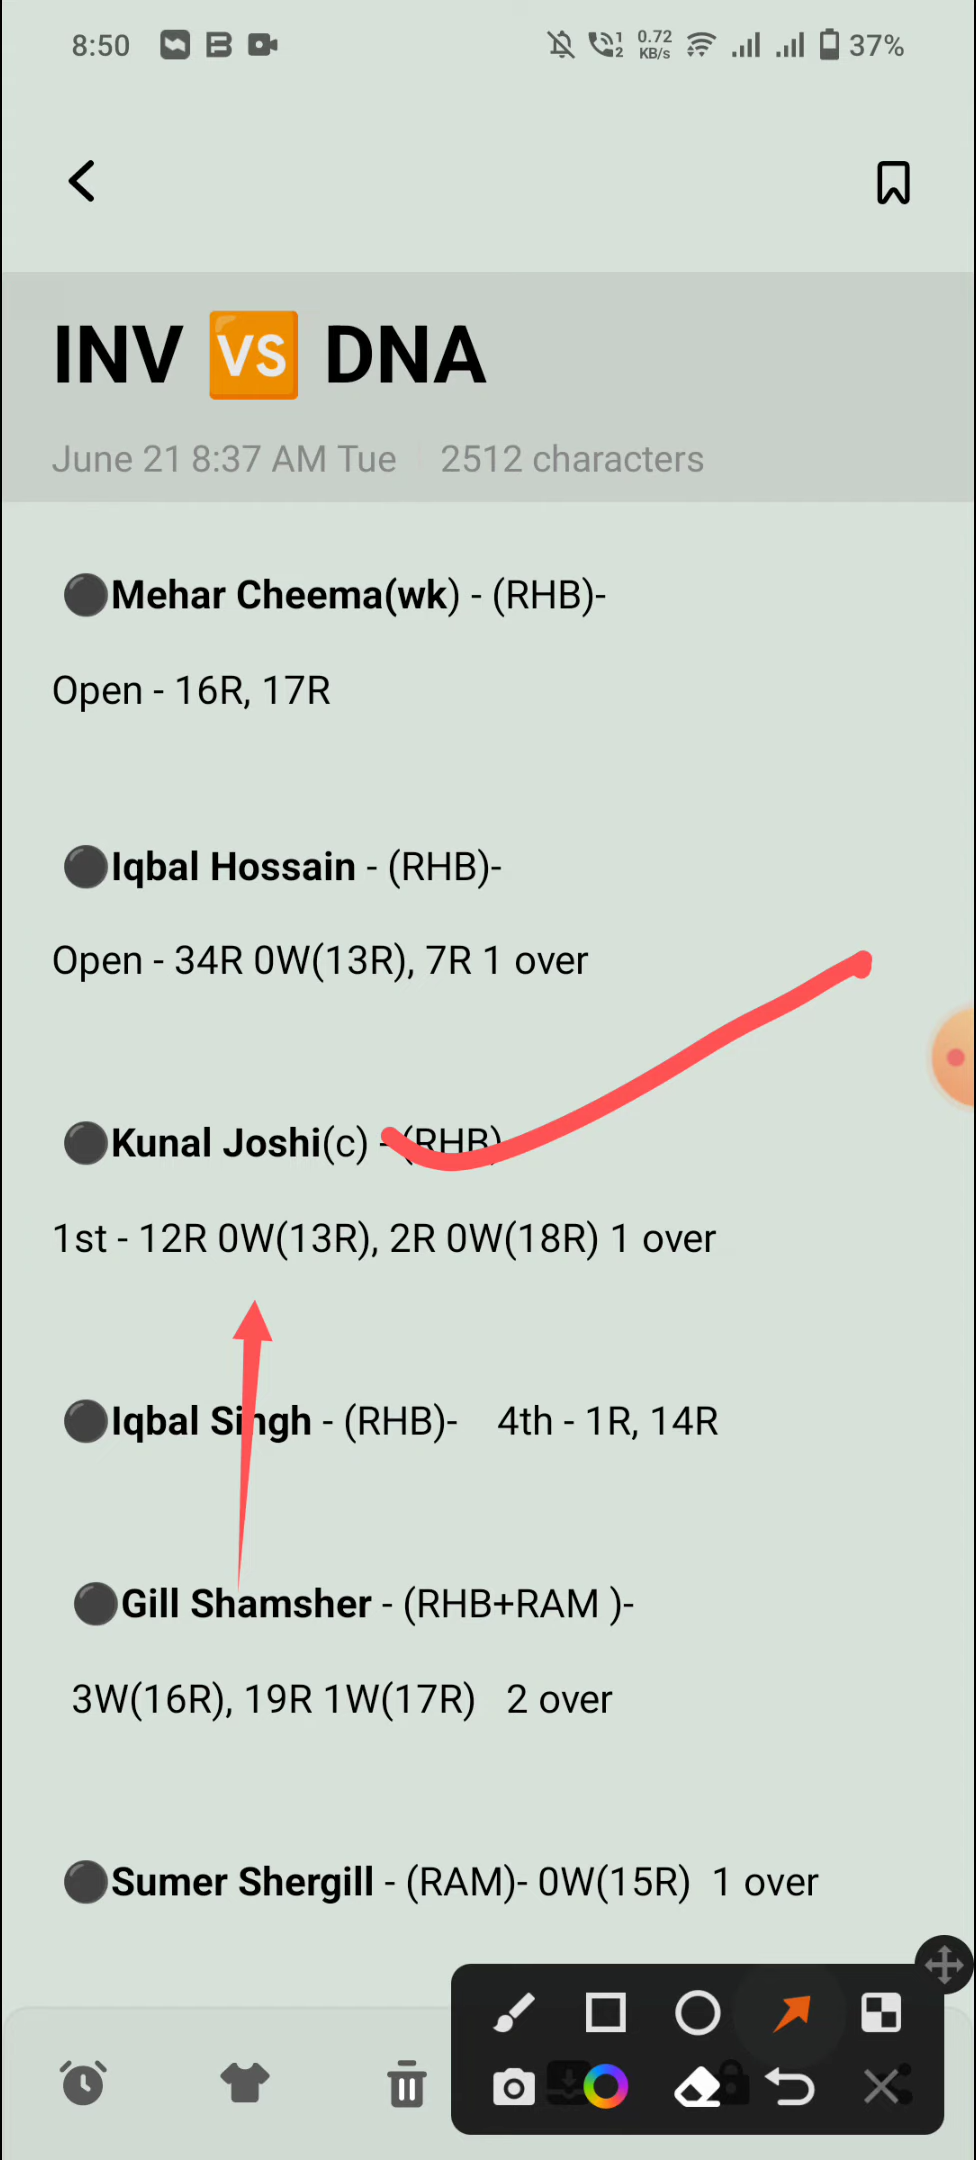 8:50 1 2 0.72 KB/s 37%
INV 🆚 DNA
June 21 8:37 AM Tue 2512 characters
⚫Mehar Cheema(wk) - (RHB)-
Open - 16R, 17R
⚫Iqbal Hossain - (RHB)-
Open - 34R 0W(13R), 7R 1 over
⚫Kunal Joshi(c) - (RHB)
1st - 12R 0W(13R), 2R 0W(18R) 1 over
⚫Iqbal Singh - (RHB)- 4th - 1R, 14R
⚫Gill Shamsher - (RHB+RAM )-
3W(16R), 19R 1W(17R) 2 over
⚫Sumer Shergill - (RAM)- 0W(15R) 1 over